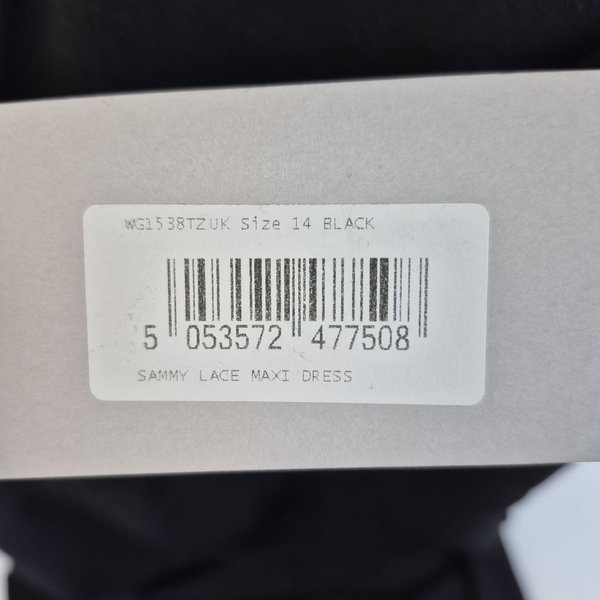 WG1538TZUK Size 14 BLACK
5 053572 477508
SAMMY LACE MAXI DRESS